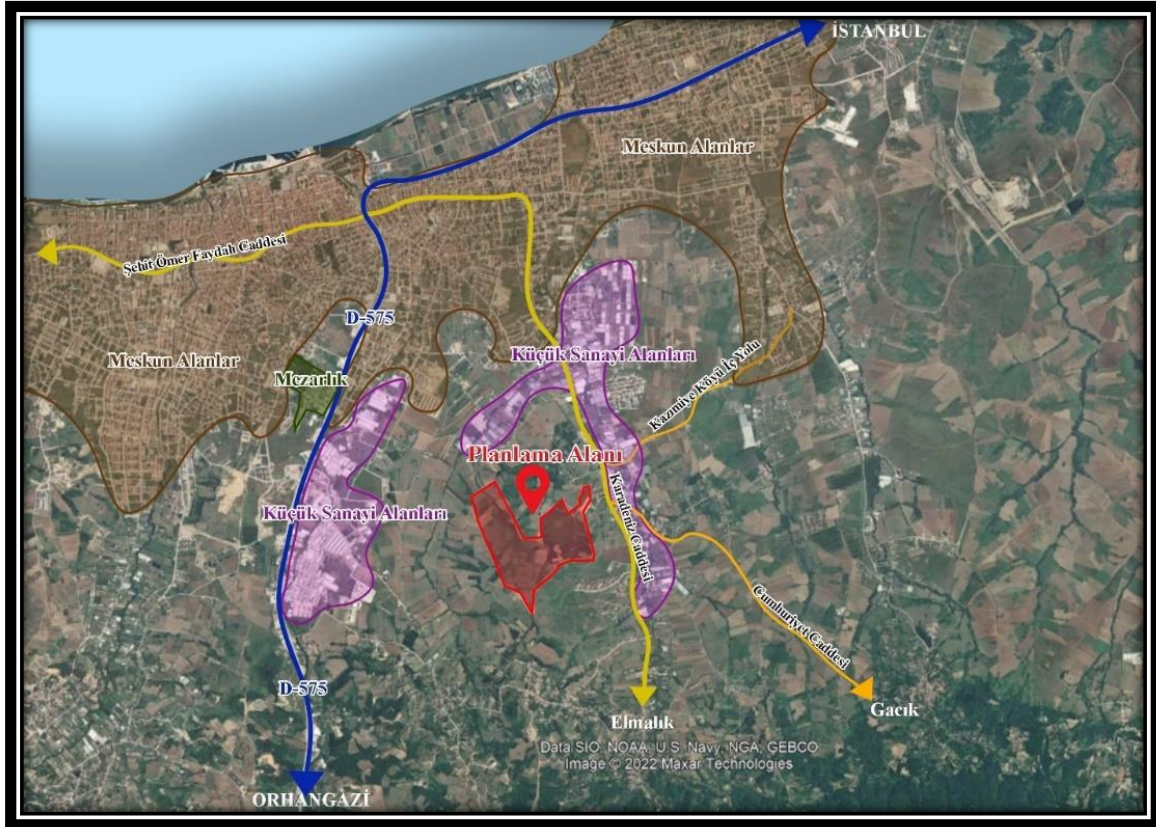 İSTANBUL
Meskun Alanlar
Şehit Ömer Faydalı Caddesi
D-575
Küçük Sanayi Alanları
Meskun Alanlar
Mezarlık
Kazımiye Köyü İç Yolu
Planlama Alanı
Küçük Sanayi Alanları
Karadeniz Caddesi
Cumhuriyet Caddesi
D-575
Gacık
Elmalık
Data SIO, NOAA, U.S. Navy, NGA, GEBCO
Image © 2022 Maxar Technologies
ORHANGAZİ